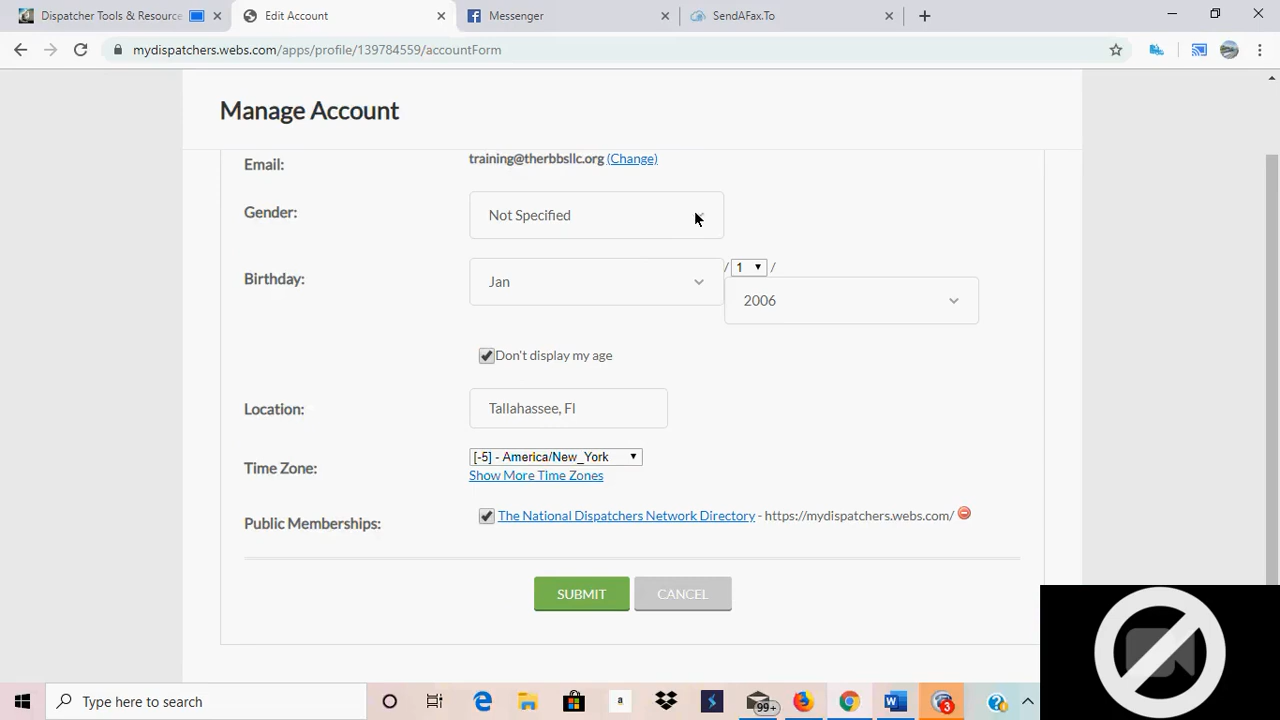 Dispatcher Tools & Resource
Edit Account
Messenger
SendAFax.To
mydispatchers.webs.com/apps/profile/139784559/accountForm
Manage Account
Email:
training@therbbsllc.org (Change)
Gender:
Not Specified
Birthday:
Jan
/ 1 /
2006
Don't display my age
Location:
Tallahassee, Fl
Time Zone:
[-5] - America/New_York
Show More Time Zones
Public Memberships:
The National Dispatchers Network Directory - https://mydispatchers.webs.com/
SUBMIT
CANCEL
Type here to search
a
99+
3